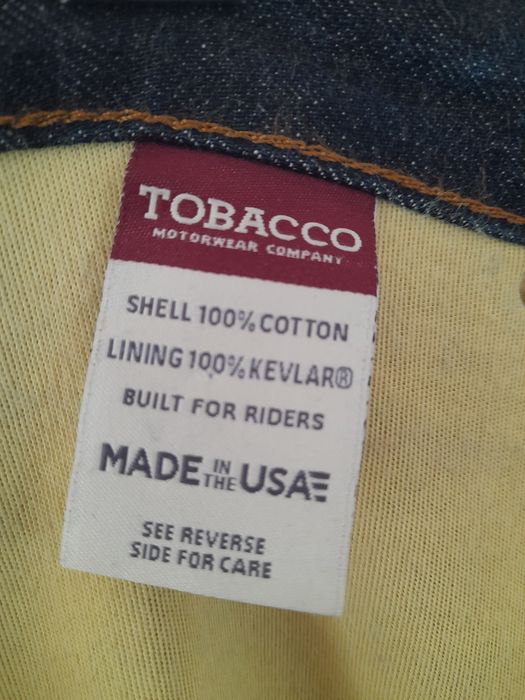 TOBACCO
MOTORWEAR COMPANY
SHELL 100% COTTON
LINING 100% KEVLAR®
BUILT FOR RIDERS
MADE IN THE USA
SEE REVERSE
SIDE FOR CARE